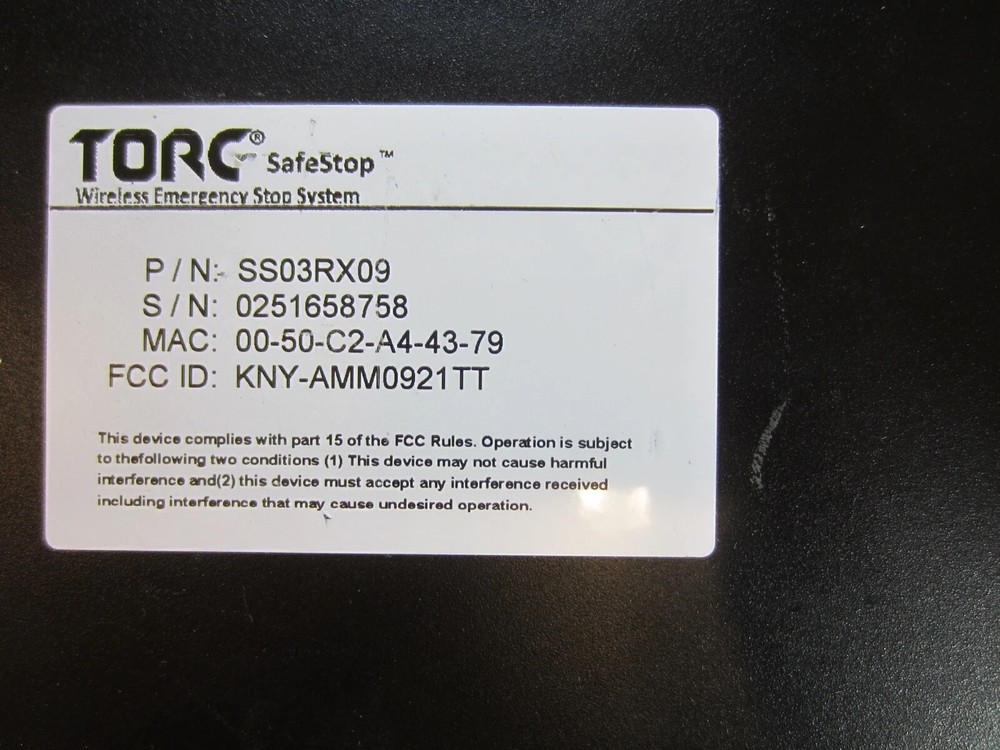 TORC® SafeStop™
Wireless Emergency Stop System
P / N: SS03RX09
S / N: 0251658758
MAC: 00-50-C2-A4-43-79
FCC ID: KNY-AMM0921TT
This device complies with part 15 of the FCC Rules. Operation is subject
to thefollowing two conditions (1) This device may not cause harmful
interference and(2) this device must accept any interference received
including interference that may cause undesired operation.